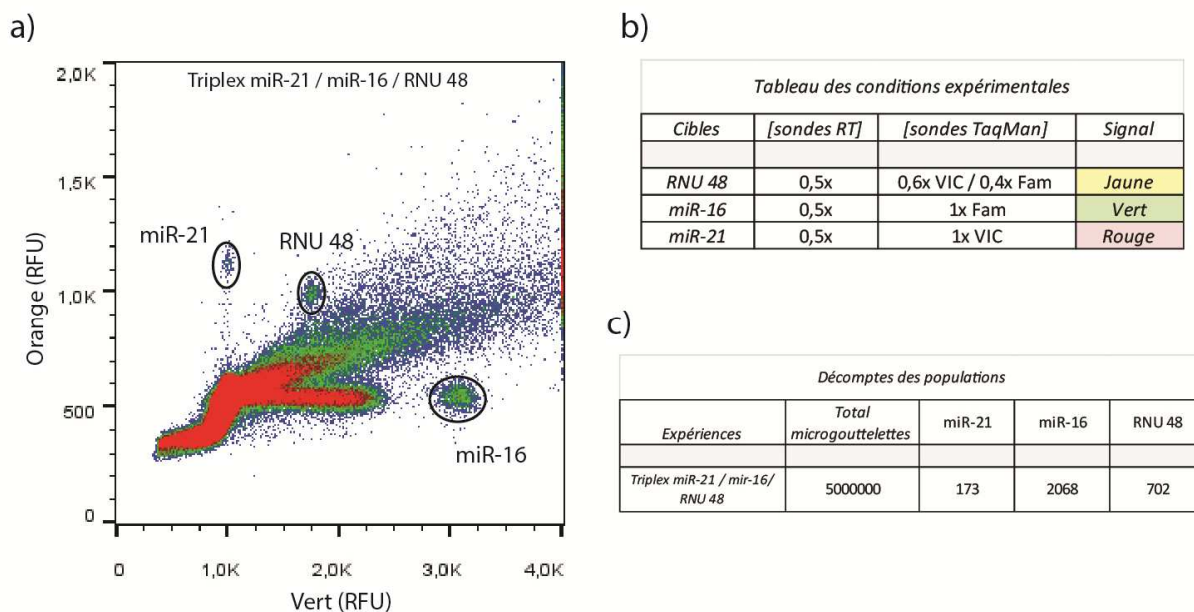 a)
Triplex miR-21 / miR-16 / RNU 48
2,0K
1,5K
1,0K
500
0
Orange (RFU)
miR-21
RNU 48
miR-16
0 1,0K 2,0K 3,0K 4,0K
Vert (RFU)
b)
Tableau des conditions expérimentales
Cibles [sondes RT] [sondes TaqMan] Signal
RNU 48 0,5x 0,6x VIC / 0,4x Fam Jaune
miR-16 0,5x 1x Fam Vert
miR-21 0,5x 1x VIC Rouge
c)
Décomptes des populations
Expériences Total microgouttelettes miR-21 miR-16 RNU 48
Triplex miR-21 / mir-16/
RNU 48 5000000 173 2068 702